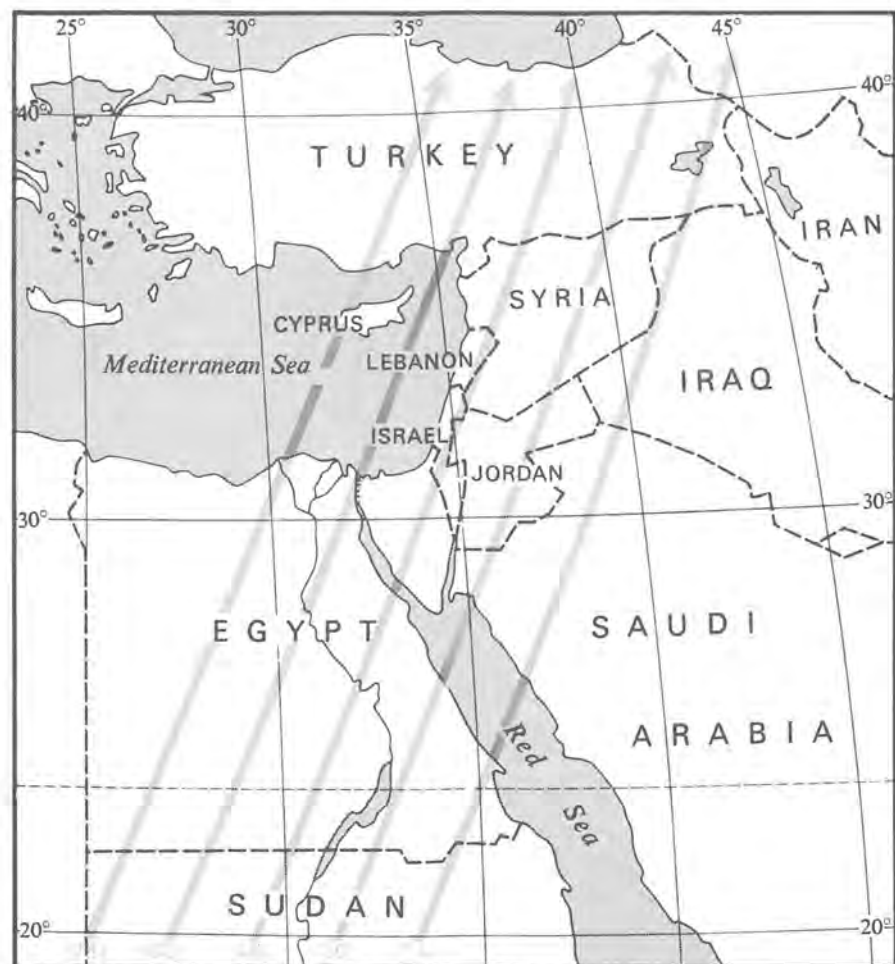 25° 30° 35° 40° 45°
40° 40°
TURKEY
IRAN
SYRIA
CYPRUS
Mediterranean Sea
LEBANON
IRAQ
ISRAEL
JORDAN
30° 30°
EGYPT
SAUDI
ARABIA
Red
Sea
SUDAN
20° 20°